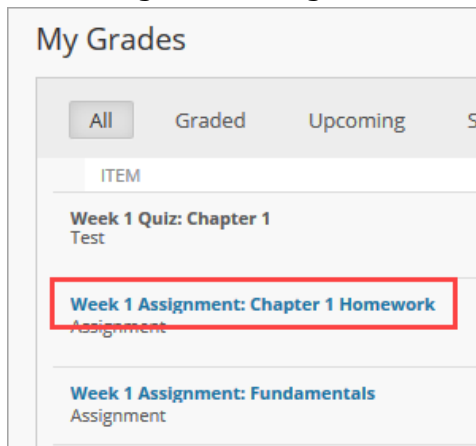 My Grades
All Graded Upcoming S
ITEM
Week 1 Quiz: Chapter 1
Test
Week 1 Assignment: Chapter 1 Homework
Assignment
Week 1 Assignment: Fundamentals
Assignment